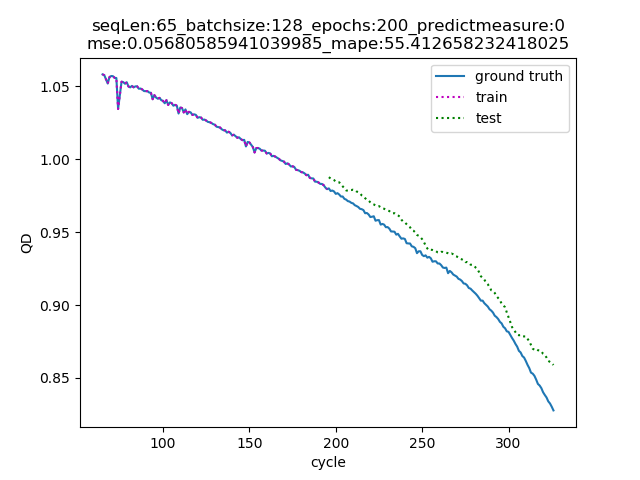 seqLen:65_batchsize:128_epochs:200_predictmeasure:0
mse:0.05680585941039985_mape:55.412658232418025
ground truth
train
test
1.05
1.00
0.95
0.90
0.85
QD
100 150 200 250 300
cycle